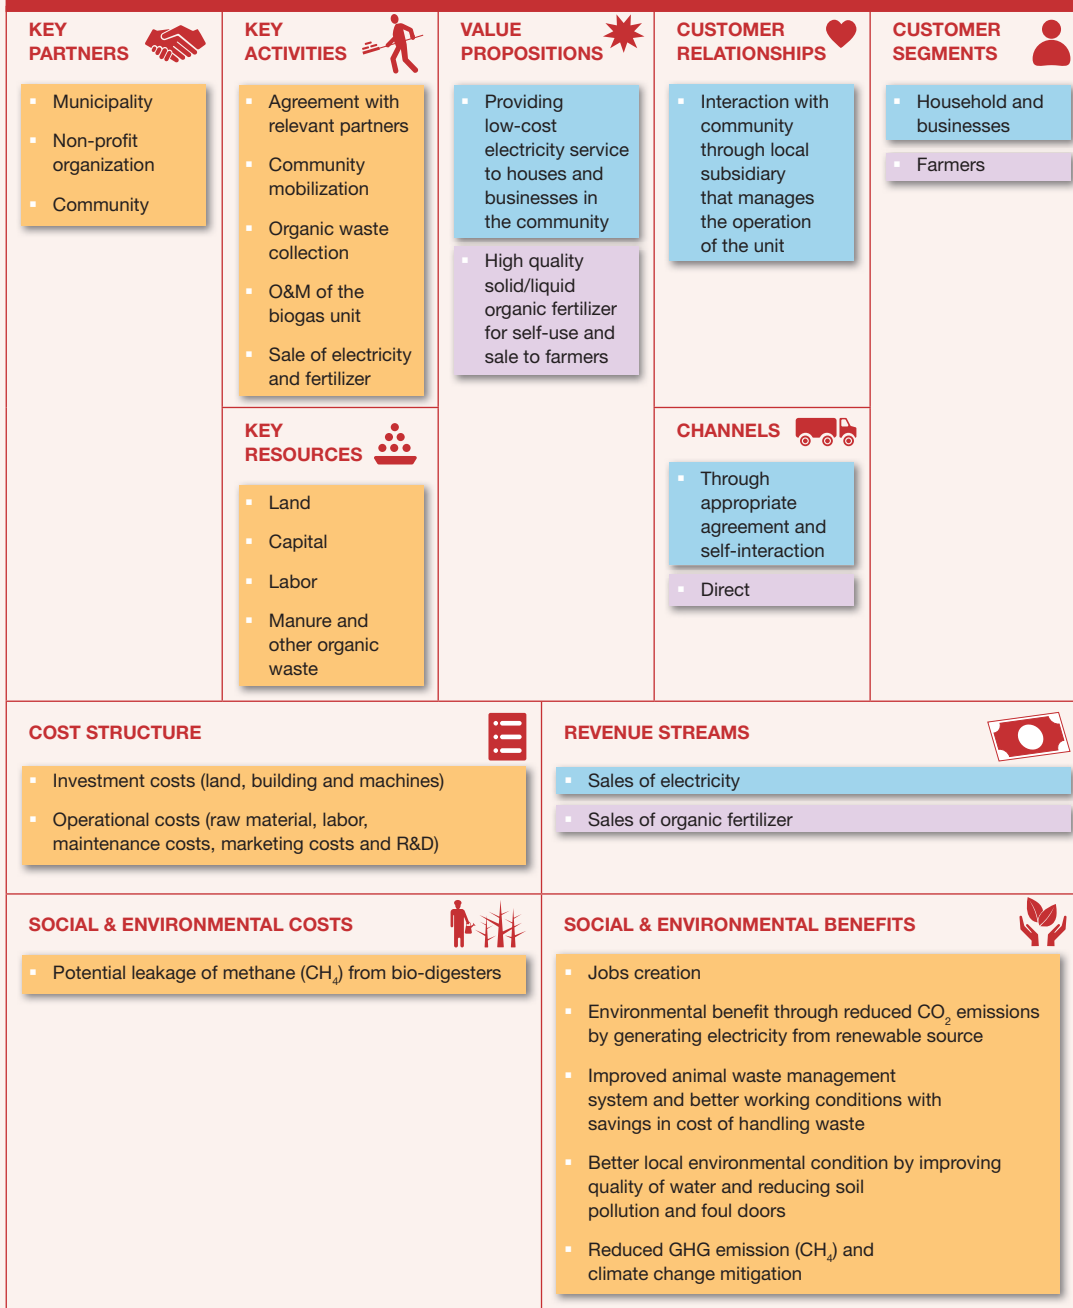 KEY
PARTNERS
Municipality
Non-profit
organization
Community
KEY
ACTIVITIES
Agreement with
relevant partners
Community
mobilization
Organic waste
collection
O&M of the
biogas unit
Sale of electricity
and fertilizer
KEY
RESOURCES
Land
Capital
Labor
Manure and
other organic
waste
VALUE
PROPOSITIONS
Providing
low-cost
electricity service
to houses and
businesses in
the community
High quality
solid/liquid
organic fertilizer
for self-use and
sale to farmers
CUSTOMER
RELATIONSHIPS
Interaction with
community
through local
subsidiary
that manages
the operation
of the unit
CHANNELS
Through
appropriate
agreement and
self-interaction
Direct
CUSTOMER
SEGMENTS
Household and
businesses
Farmers
COST STRUCTURE
Investment costs (land, building and machines)
Operational costs (raw material, labor,
maintenance costs, marketing costs and R&D)
REVENUE STREAMS
Sales of electricity
Sales of organic fertilizer
SOCIAL & ENVIRONMENTAL COSTS
Potential leakage of methane (CH₄) from bio-digesters
SOCIAL & ENVIRONMENTAL BENEFITS
Jobs creation
Environmental benefit through reduced CO₂ emissions
by generating electricity from renewable source
Improved animal waste management
system and better working conditions with
savings in cost of handling waste
Better local environmental condition by improving
quality of water and reducing soil
pollution and foul doors
Reduced GHG emission (CH₄) and
climate change mitigation